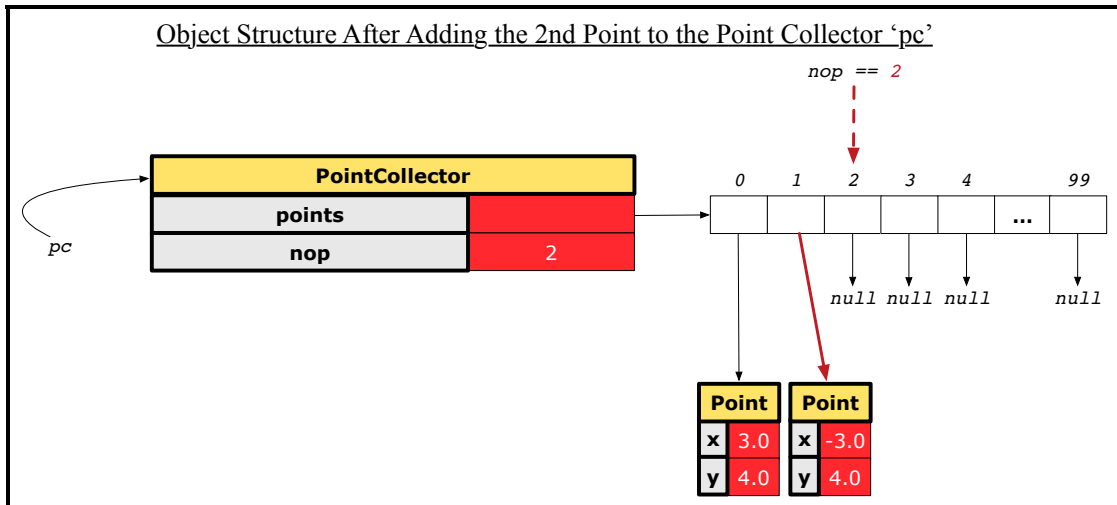 Object Structure After Adding the 2nd Point to the Point Collector ‘pc’
nop == 2
PointCollector
0 1 2 3 4 99
points
...
pc
nop 2
null null null null
Point Point
x 3.0 x -3.0
y 4.0 y 4.0